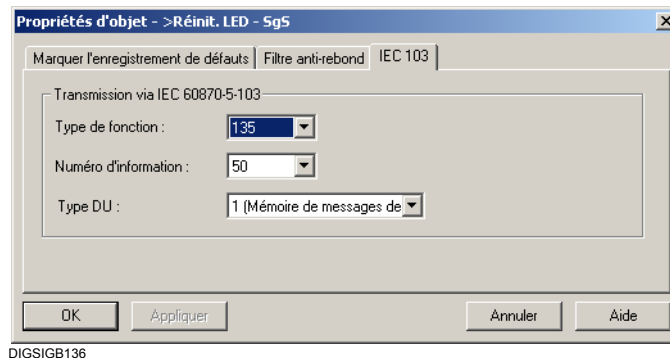 Propriétés d'objet - >Réinit. LED - SgS
Marquer l'enregistrement de défauts Filtre anti-rebond IEC 103
Transmission via IEC 60870-5-103
Type de fonction : 135
Numéro d'information : 50
Type DU : 1 (Mémoire de messages de
OK Appliquer Annuler Aide
DIGSIGB136